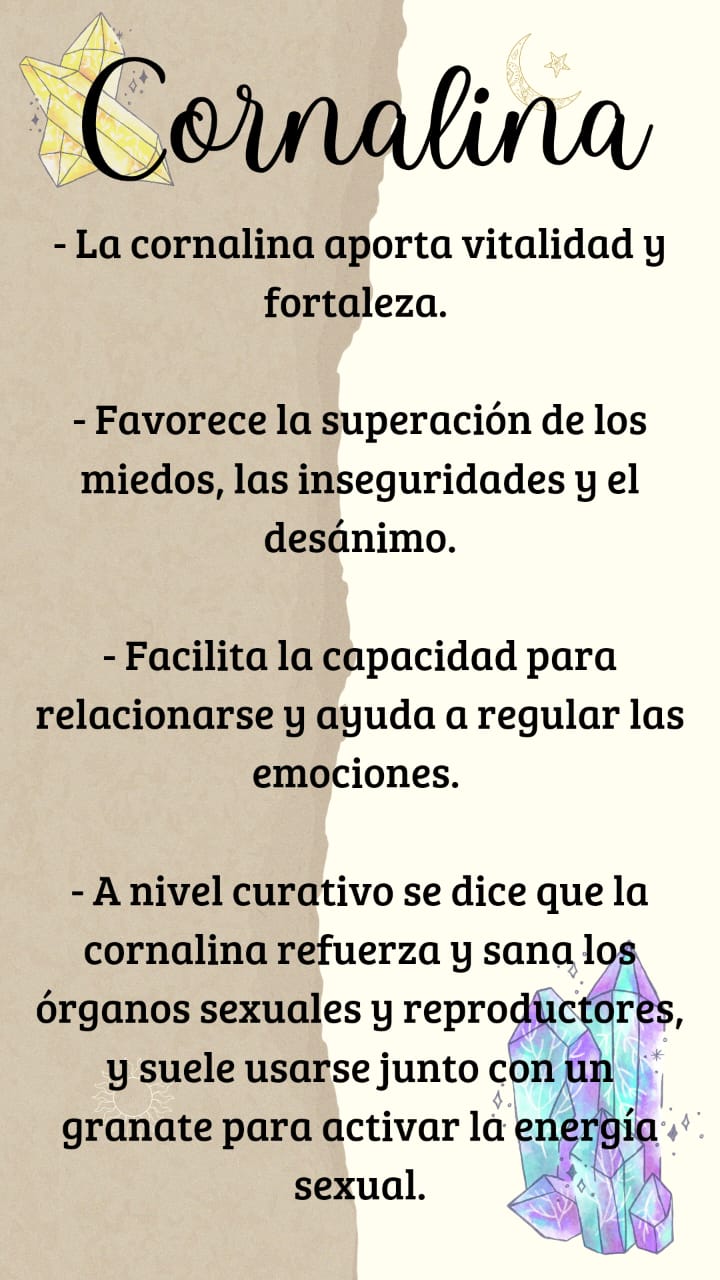 Cornalina
- La cornalina aporta vitalidad y
fortaleza.
- Favorece la superación de los
miedos, las inseguridades y el
desánimo.
- Facilita la capacidad para
relacionarse y ayuda a regular las
emociones.
- A nivel curativo se dice que la
cornalina refuerza y sana los
órganos sexuales y reproductores,
y suele usarse junto con un
granate para activar la energía
sexual.